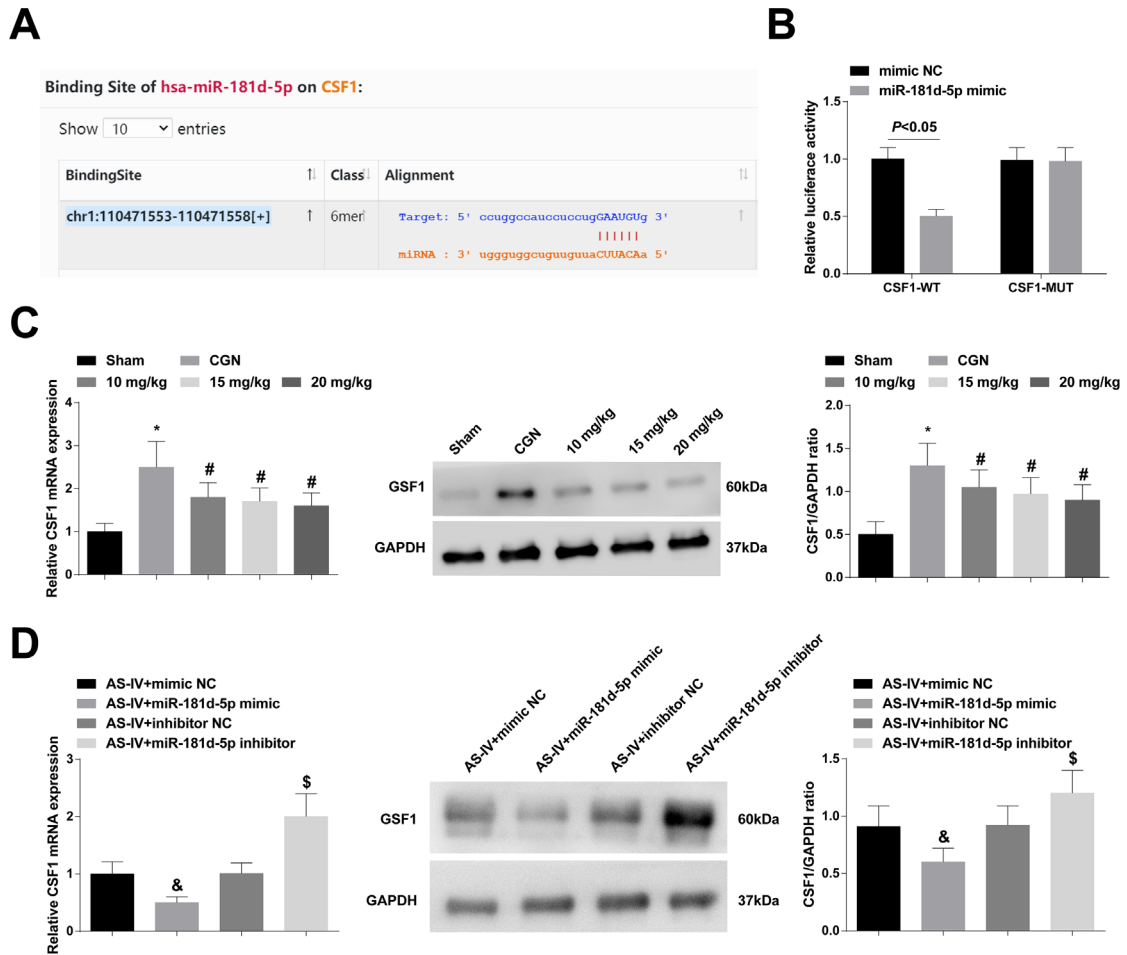 A
Binding Site of hsa-miR-181d-5p on CSF1:
Show 10 entries
BindingSite Class Alignment
chr1:110471553-110471558[+] 6mer Target: 5' ccuggccauccuccugGAAUGUg 3'
miRNA : 3' uggguggcuguuguuaCUUACAa 5'
B
mimic NC
miR-181d-5p mimic
Relative luciferace activity
1.5
1.0
0.5
0.0
P<0.05
CSF1-WT CSF1-MUT
C
Sham CGN
10 mg/kg 15 mg/kg 20 mg/kg
Relative CSF1 mRNA expression
4
3
2
1
0
* # # #
Sham CGN 10 mg/kg 15 mg/kg 20 mg/kg
GSF1 60kDa
GAPDH 37kDa
Sham CGN
10 mg/kg 15 mg/kg 20 mg/kg
CSF1/GAPDH ratio
2.0
1.5
1.0
0.5
0.0
* # # #
D
AS-IV+mimic NC
AS-IV+miR-181d-5p mimic
AS-IV+inhibitor NC
AS-IV+miR-181d-5p inhibitor
Relative CSF1 mRNA expression
3
2
1
0
& $
AS-IV+mimic NC AS-IV+miR-181d-5p mimic AS-IV+inhibitor NC AS-IV+miR-181d-5p inhibitor
GSF1 60kDa
GAPDH 37kDa
AS-IV+mimic NC
AS-IV+miR-181d-5p mimic
AS-IV+inhibitor NC
AS-IV+miR-181d-5p inhibitor
CSF1/GAPDH ratio
1.5
1.0
0.5
0.0
& $